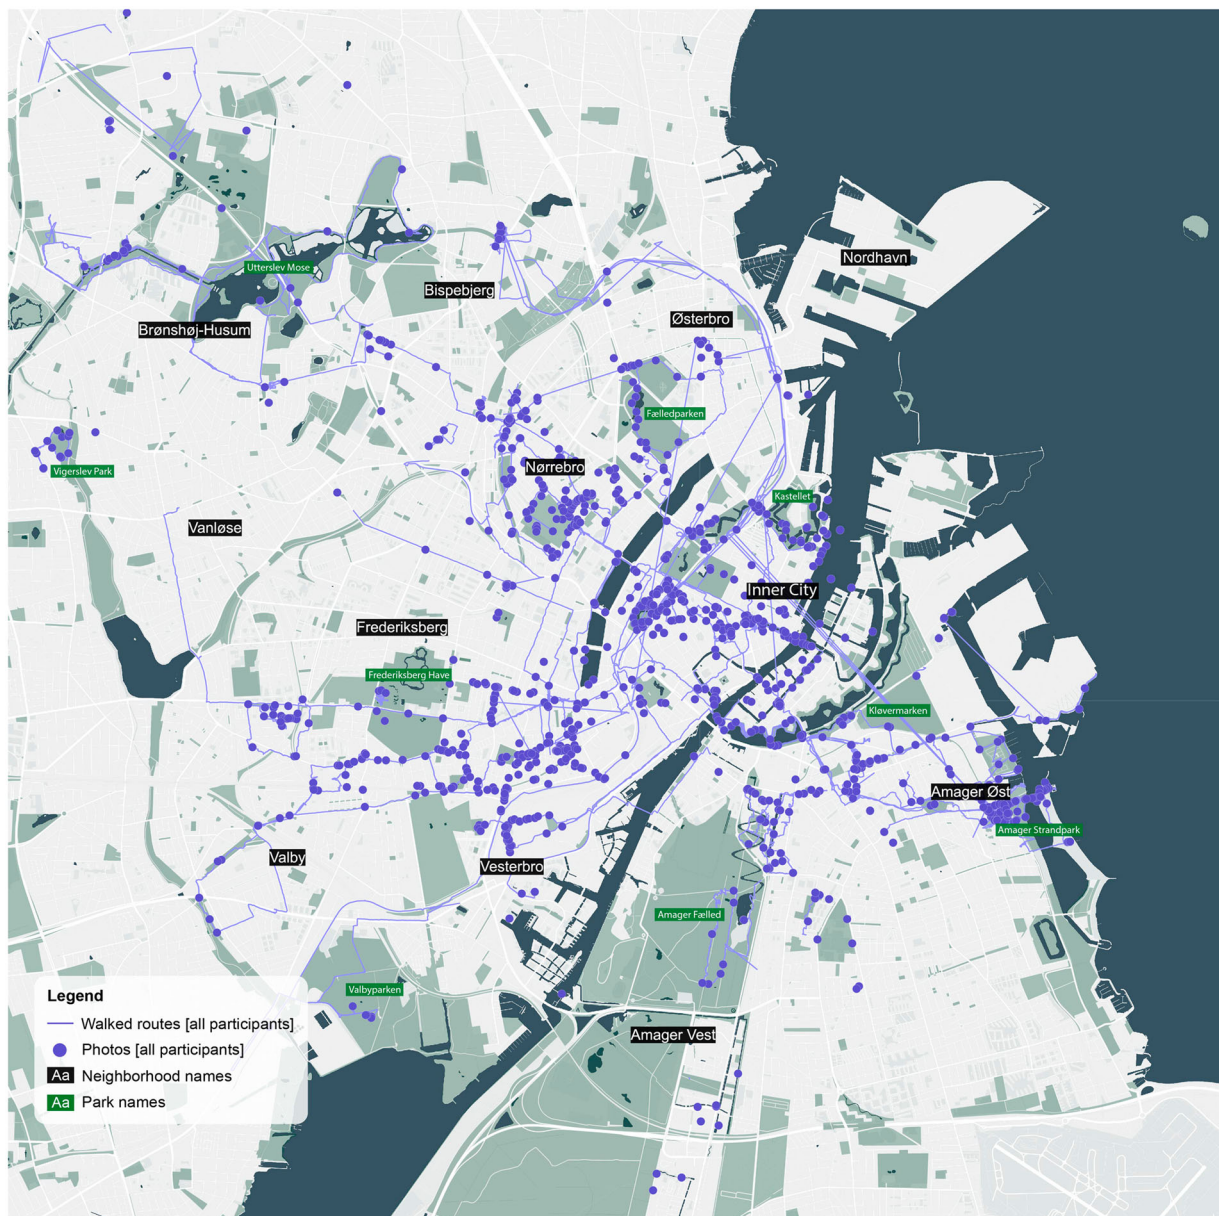 Nordhavn
Utterslev Mose
Bispebjerg
Østerbro
Brønshøj-Husum
Fælledparken
Nørrebro
Vigerslev Park
Kastellet
Vanløse
Inner City
Frederiksberg
Frederiksberg Have
Kløvermarken
Amager Øst
Amager Strandpark
Valby
Vesterbro
Amager Fælled
Valbyparken
Amager Vest
Legend
Walked routes [all participants]
Photos [all participants]
Aa Neighborhood names
Aa Park names